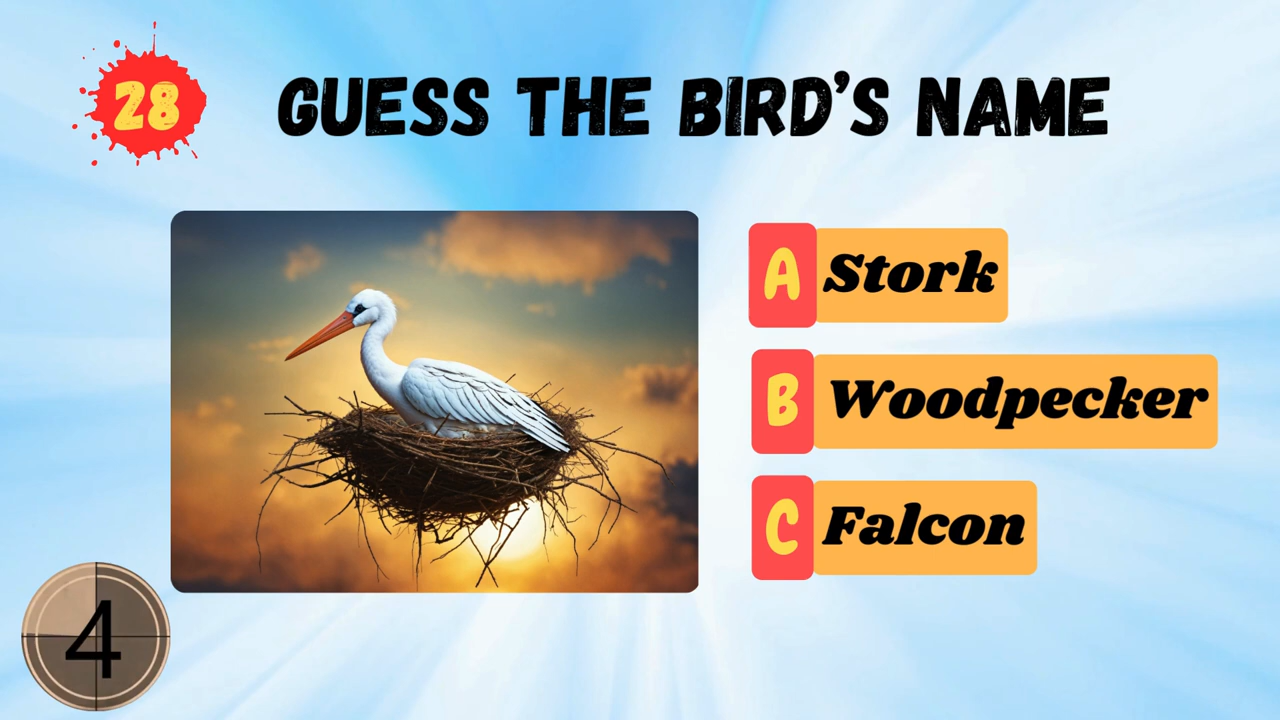 28
GUESS THE BIRD’S NAME
A Stork
B Woodpecker
C Falcon
4